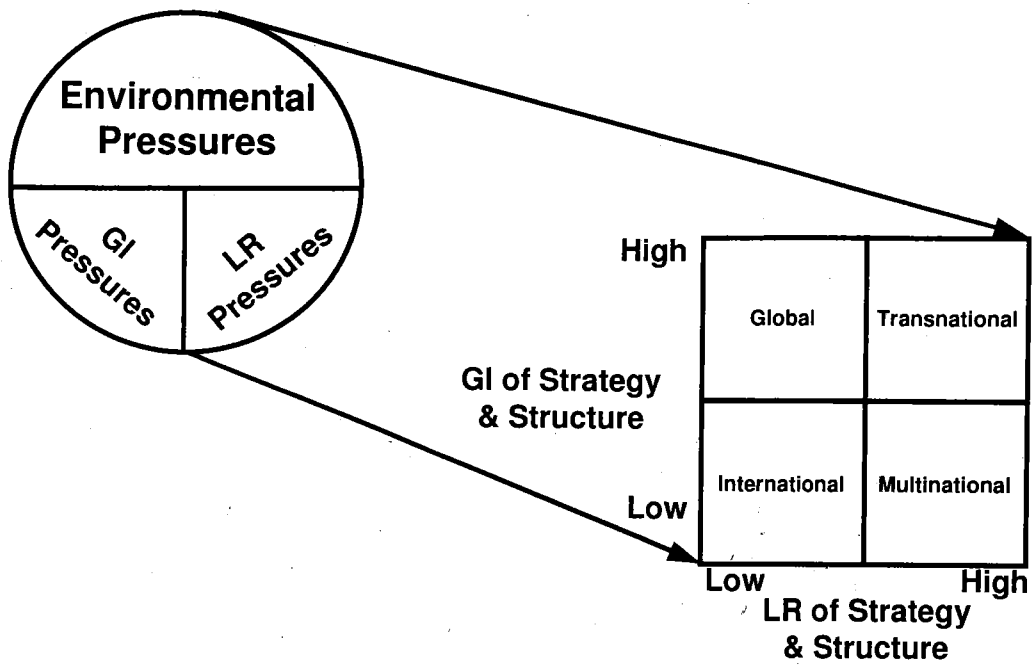 Environmental
Pressures
GI
Pressures
LR
Pressures
High
Global
Transnational
GI of Strategy
& Structure
International
Multinational
Low
Low
High
LR of Strategy
& Structure